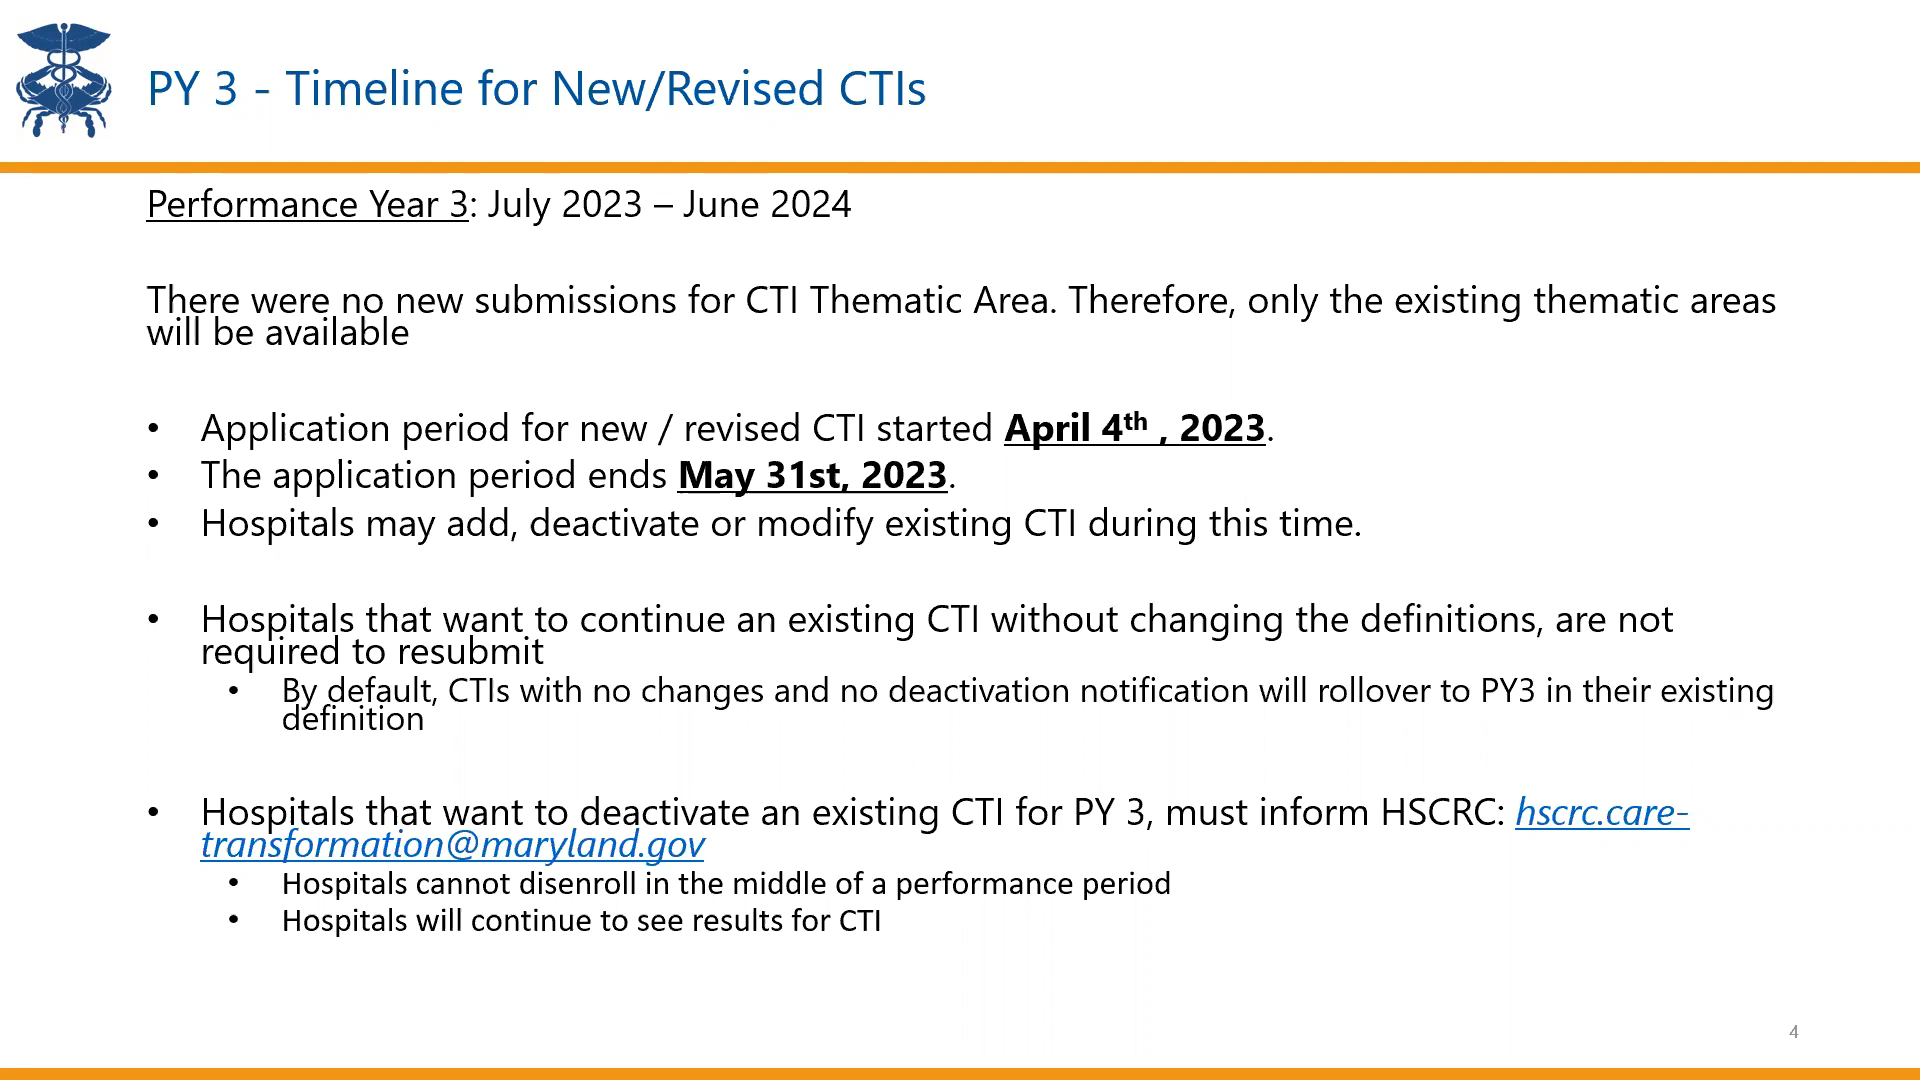 PY 3 - Timeline for New/Revised CTIs
Performance Year 3: July 2023 – June 2024
There were no new submissions for CTI Thematic Area. Therefore, only the existing thematic areas
will be available
• Application period for new / revised CTI started April 4th , 2023.
• The application period ends May 31st, 2023.
• Hospitals may add, deactivate or modify existing CTI during this time.
• Hospitals that want to continue an existing CTI without changing the definitions, are not
required to resubmit
• By default, CTIs with no changes and no deactivation notification will rollover to PY3 in their existing
definition
• Hospitals that want to deactivate an existing CTI for PY 3, must inform HSCRC: hscrc.care-
transformation@maryland.gov
• Hospitals cannot disenroll in the middle of a performance period
• Hospitals will continue to see results for CTI
4